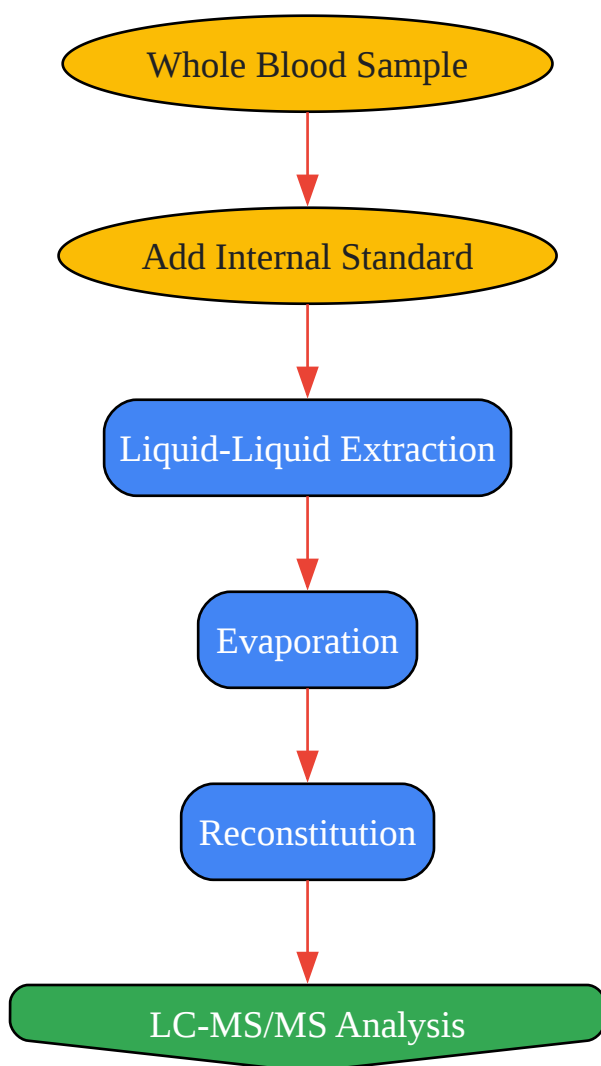 Whole Blood Sample
Add Internal Standard
Liquid-Liquid Extraction
Evaporation
Reconstitution
LC-MS/MS Analysis